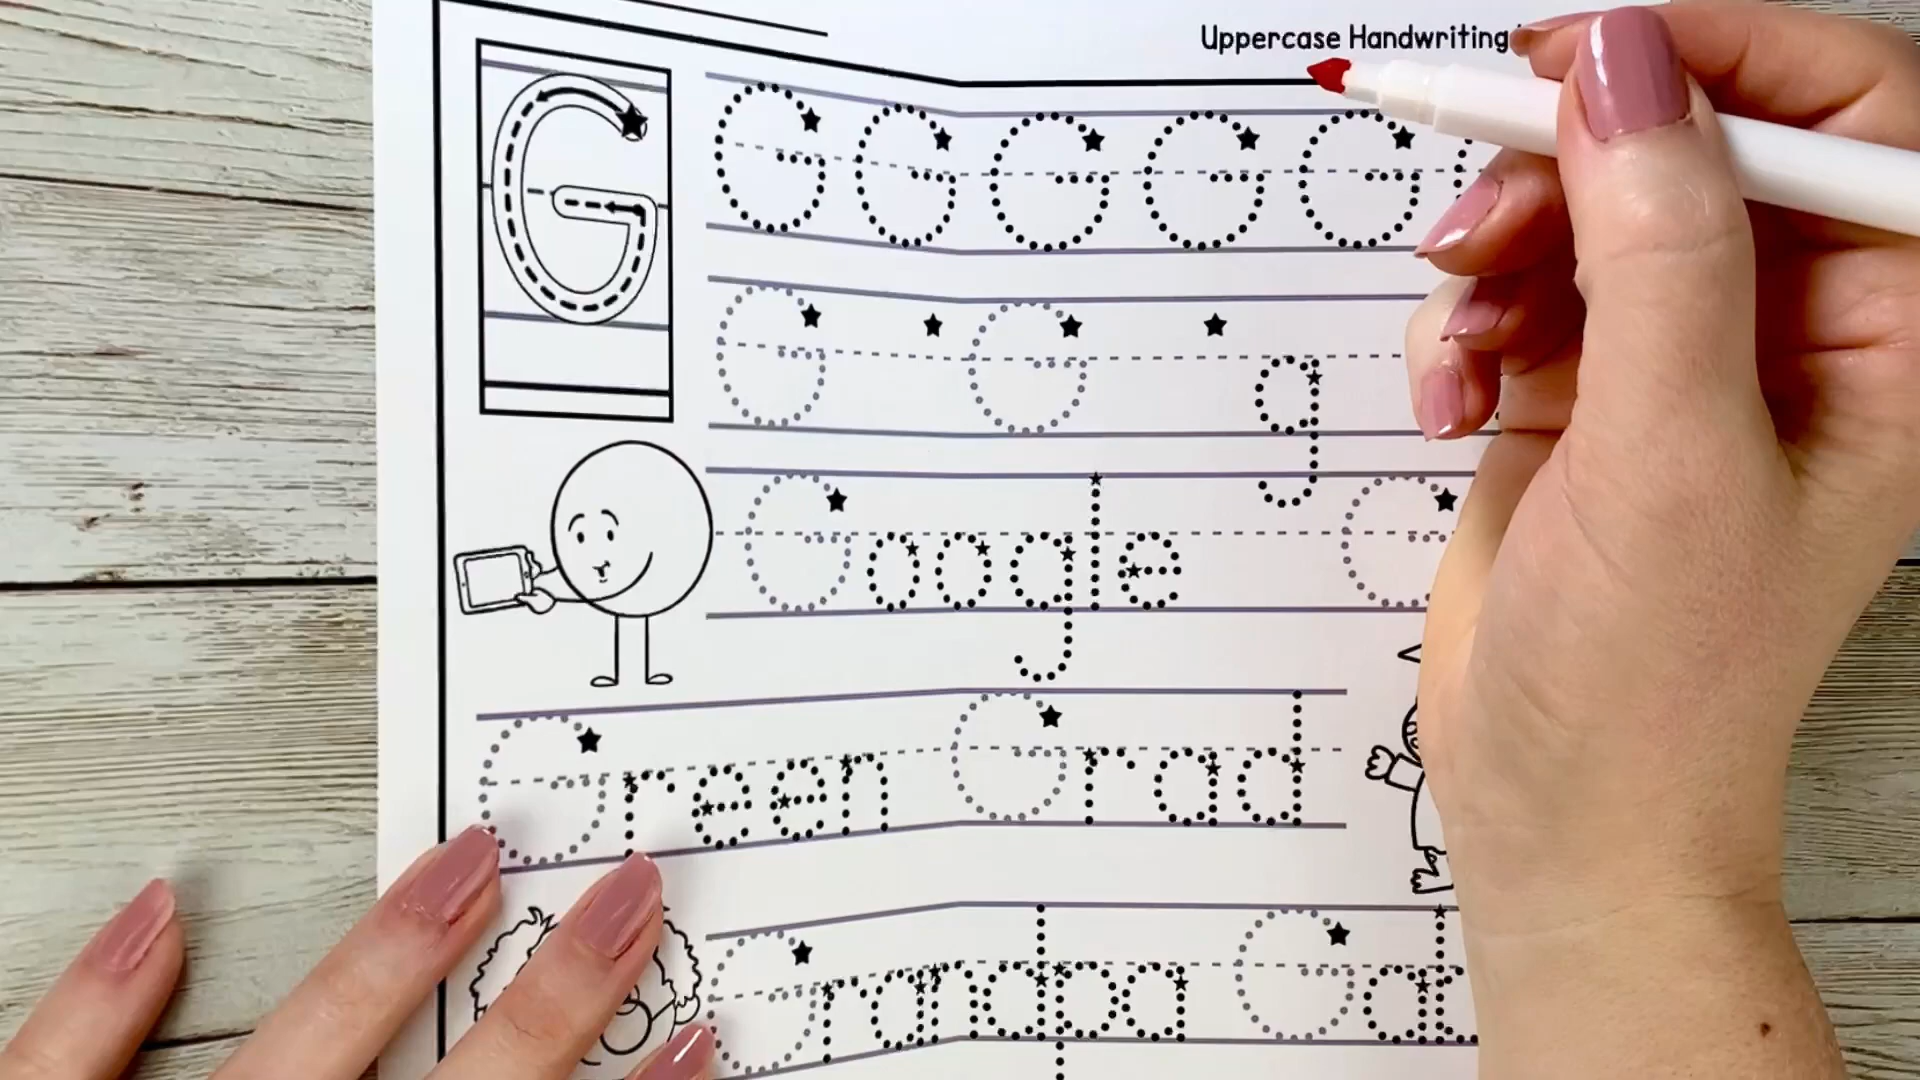 Uppercase Handwriting
G
G G G G G
G G g
Google G
Green Grad
Grandpa